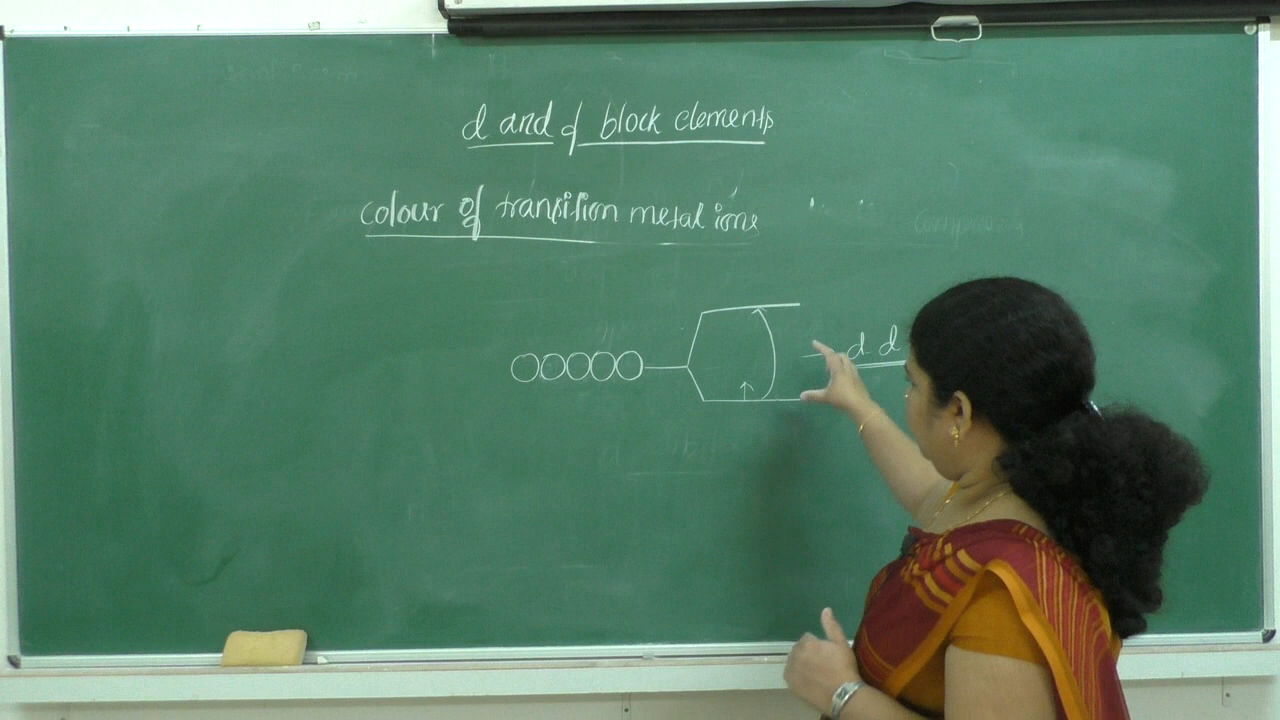 d and f block elements
colour of transition metal ions
d d